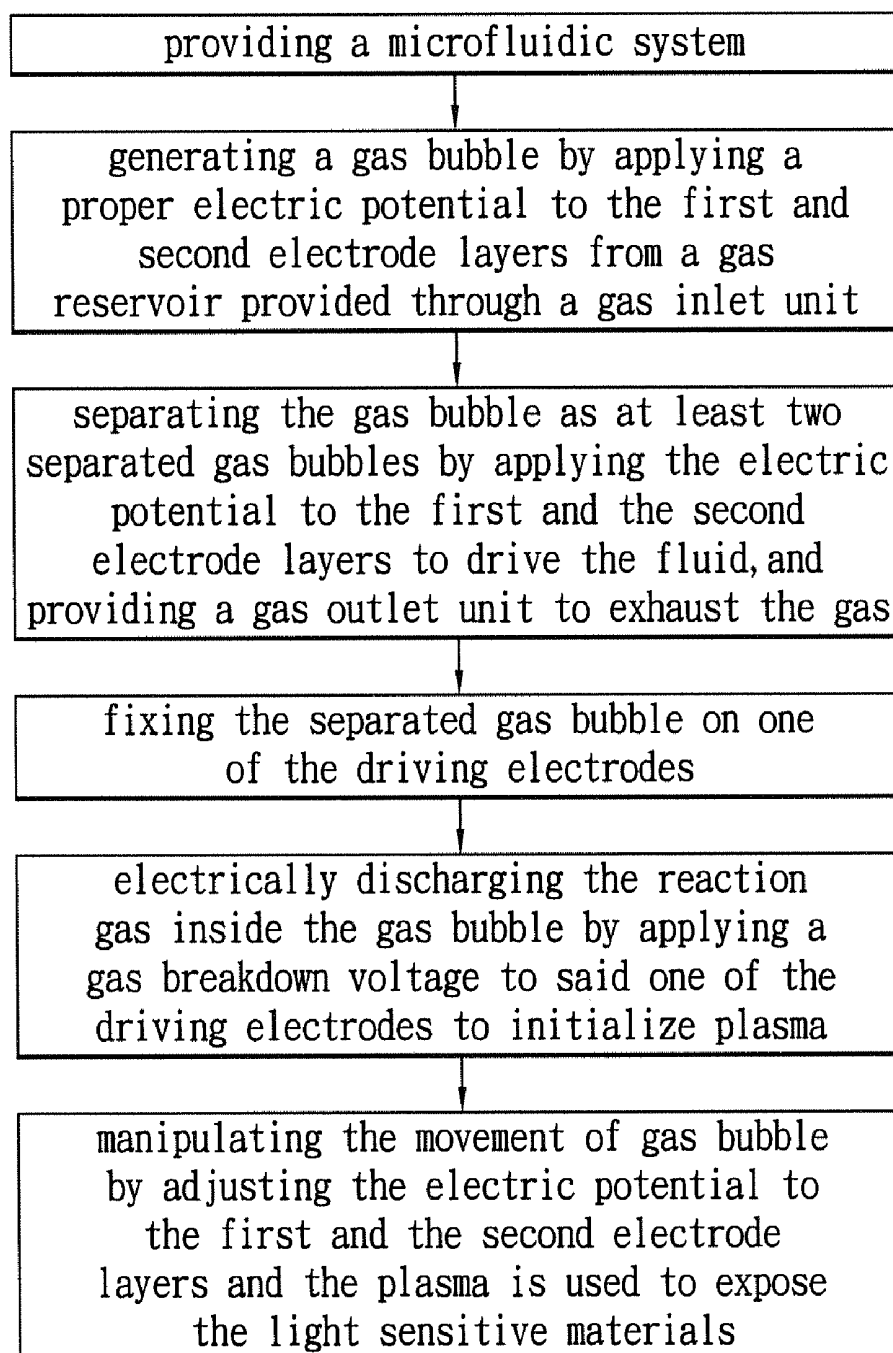 providing a microfluidic system
generating a gas bubble by applying a
proper electric potential to the first and
second electrode layers from a gas
reservoir provided through a gas inlet unit
separating the gas bubble as at least two
separated gas bubbles by applying the electric
potential to the first and the second
electrode layers to drive the fluid, and
providing a gas outlet unit to exhaust the gas
fixing the separated gas bubble on one
of the driving electrodes
electrically discharging the reaction
gas inside the gas bubble by applying a
gas breakdown voltage to said one of the
driving electrodes to initialize plasma
manipulating the movement of gas bubble
by adjusting the electric potential to
the first and the second electrode
layers and the plasma is used to expose
the light sensitive materials